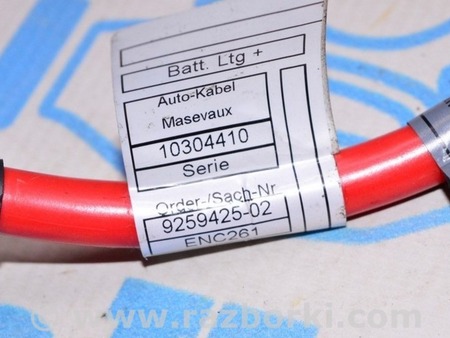 Batt. Ltg +
Auto-Kabel
Masevaux
10304410
Serie
Order-/Sach-Nr
9259425-02
ENC261
© www.razborki.com